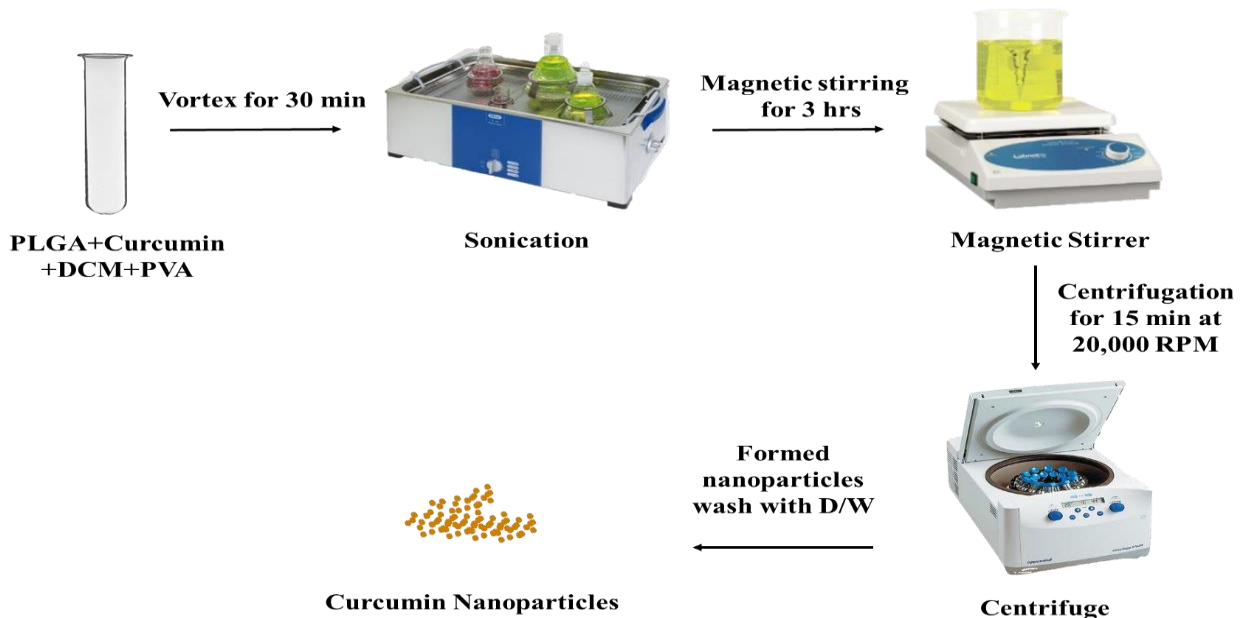 Vortex for 30 min
PLGA+Curcumin
+DCM+PVA
Sonication
Magnetic stirring
for 3 hrs
Labnet
Magnetic Stirrer
Centrifugation
for 15 min at
20,000 RPM
Centrifuge
Formed
nanoparticles
wash with D/W
Curcumin Nanoparticles